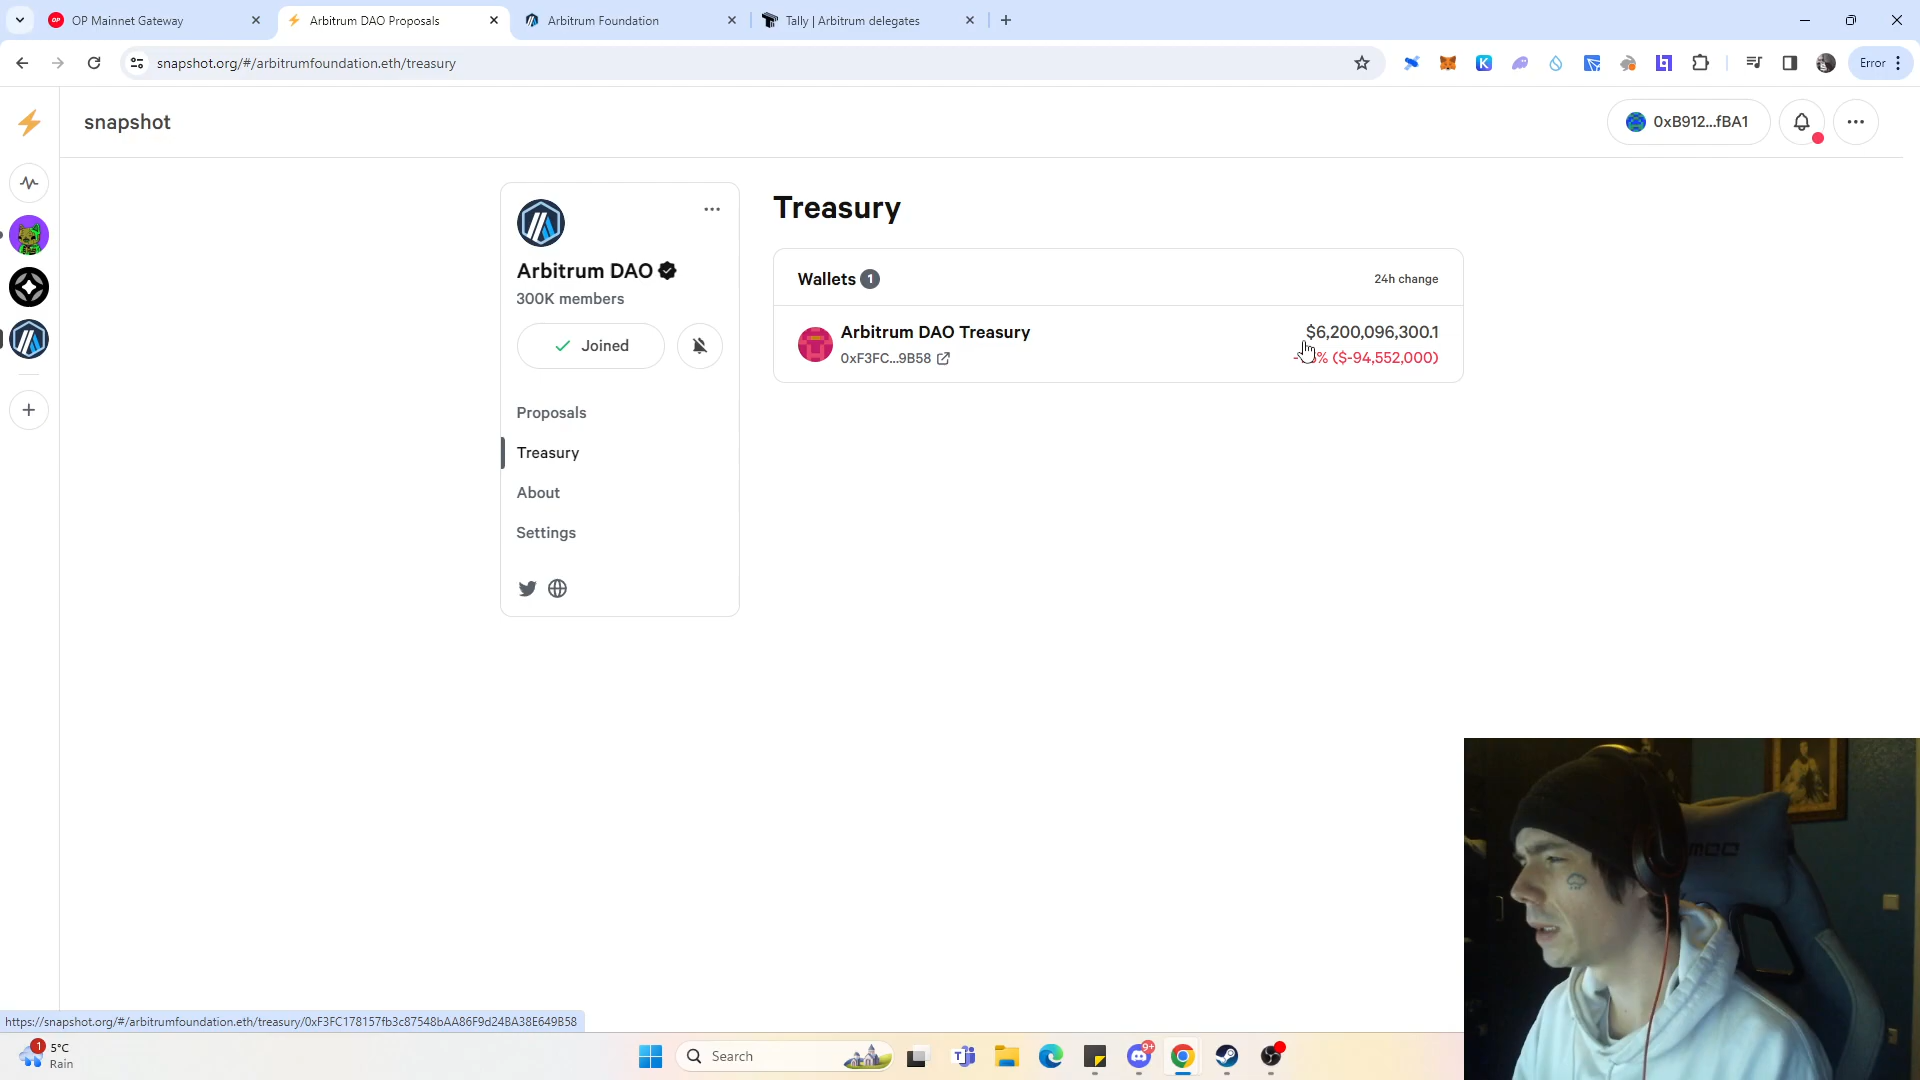 OP Mainnet Gateway
Arbitrum DAO Proposals
Arbitrum Foundation
Tally | Arbitrum delegates
snapshot.org/#/arbitrumfoundation.eth/treasury
Error
snapshot
0xB912...fBA1
Arbitrum DAO
300K members
Joined
Proposals
Treasury
About
Settings
Treasury
Wallets 1
24h change
Arbitrum DAO Treasury
$6,200,096,300.1
0xF3FC...9B58
% ($-94,552,000)
https://snapshot.org/#/arbitrumfoundation.eth/treasury/0xF3FC178157fb3c87548bAA86F9d24BA38E649B58
1
5°C
Rain
Search
9+